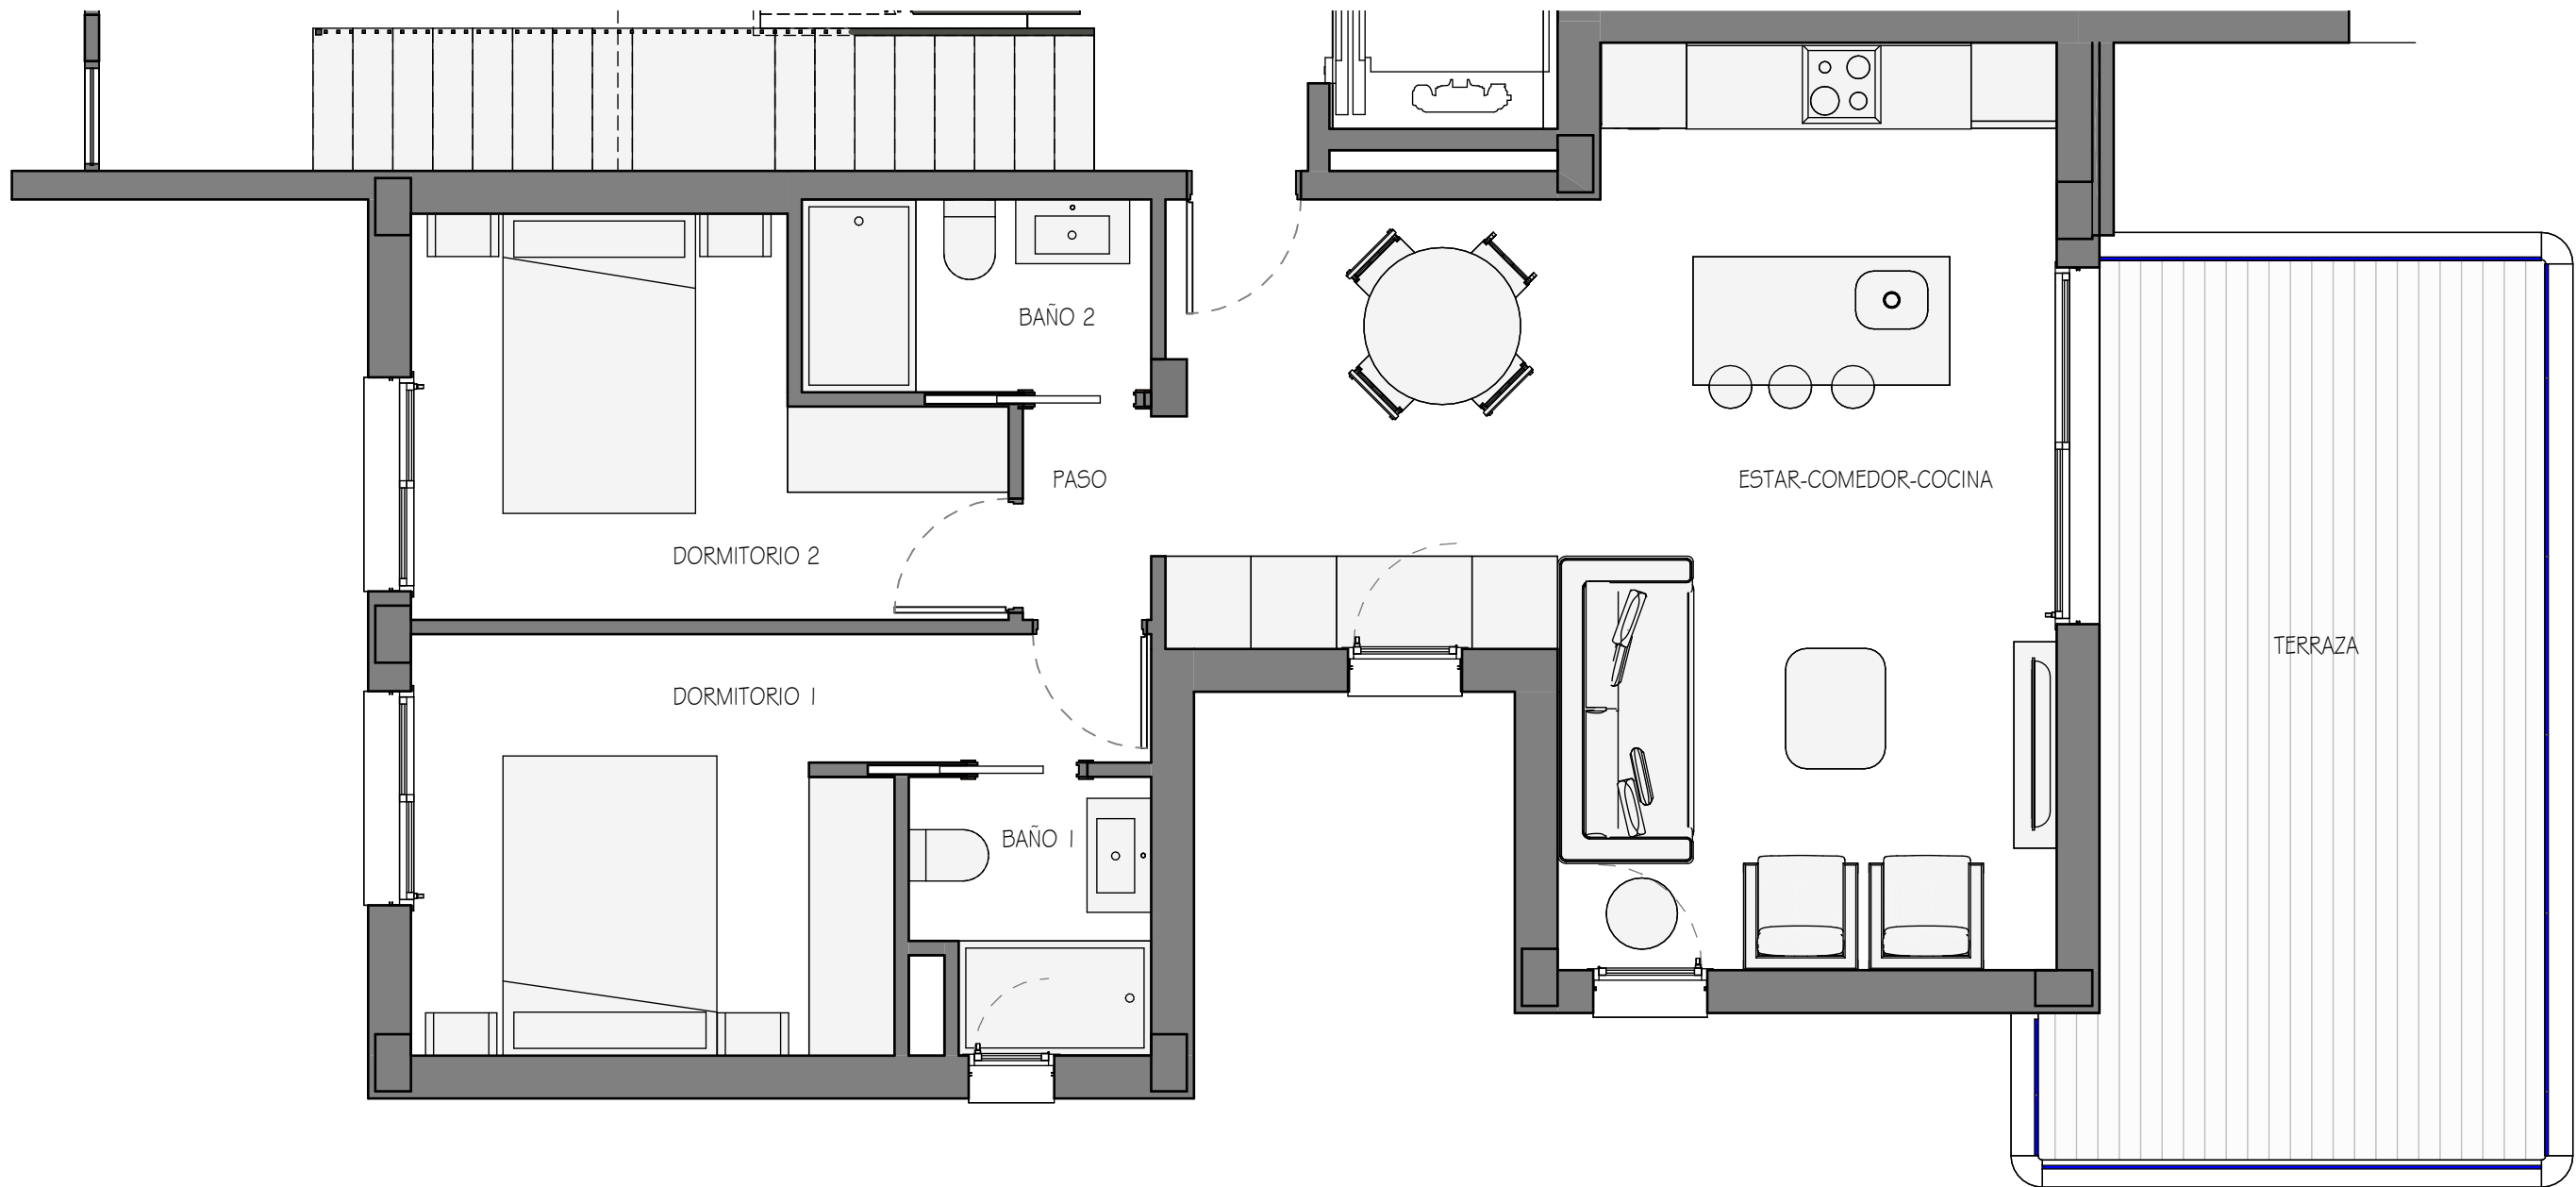 BAÑO 2
PASO
ESTAR-COMEDOR-COCINA
DORMITORIO 2
TERRAZA
DORMITORIO 1
BAÑO 1